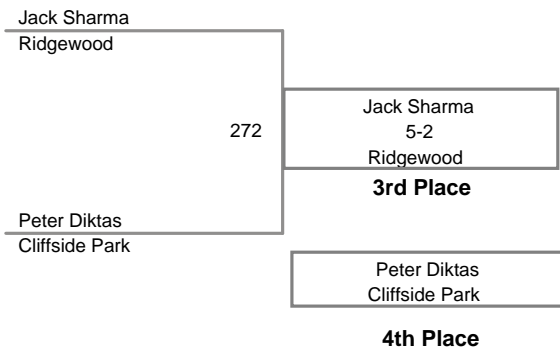 Jack Sharma
Ridgewood
272
Jack Sharma
5-2
Ridgewood
3rd Place
Peter Diktas
Cliffside Park
Peter Diktas
Cliffside Park
4th Place